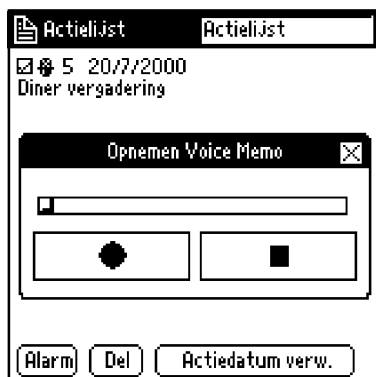 Actielijst Actielijst
5 20/7/2000
Diner vergadering
Opnemen Voice Memo
Alarm Del Actiedatum verw.